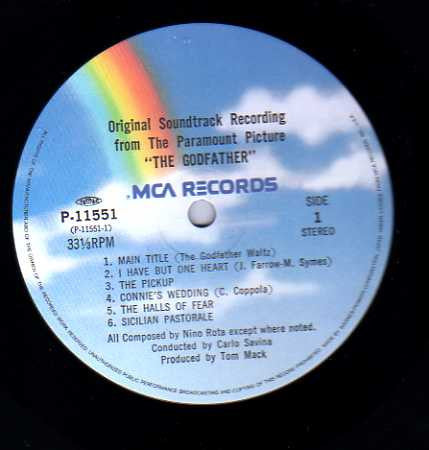 Original Soundtrack Recording
from The Paramount Picture
"THE GODFATHER"
MCA RECORDS
P-11551
(P-11551-1)
33⅓RPM
SIDE
1
STEREO
1. MAIN TITLE (The Godfather Waltz)
2. I HAVE BUT ONE HEART (J. Farrow-M. Symes)
3. THE PICKUP
4. CONNIE'S WEDDING (C. Coppola)
5. THE HALLS OF FEAR
6. SICILIAN PASTORALE
All Composed by Nino Rota except where noted.
Conducted by Carlo Savina
Produced by Tom Mack